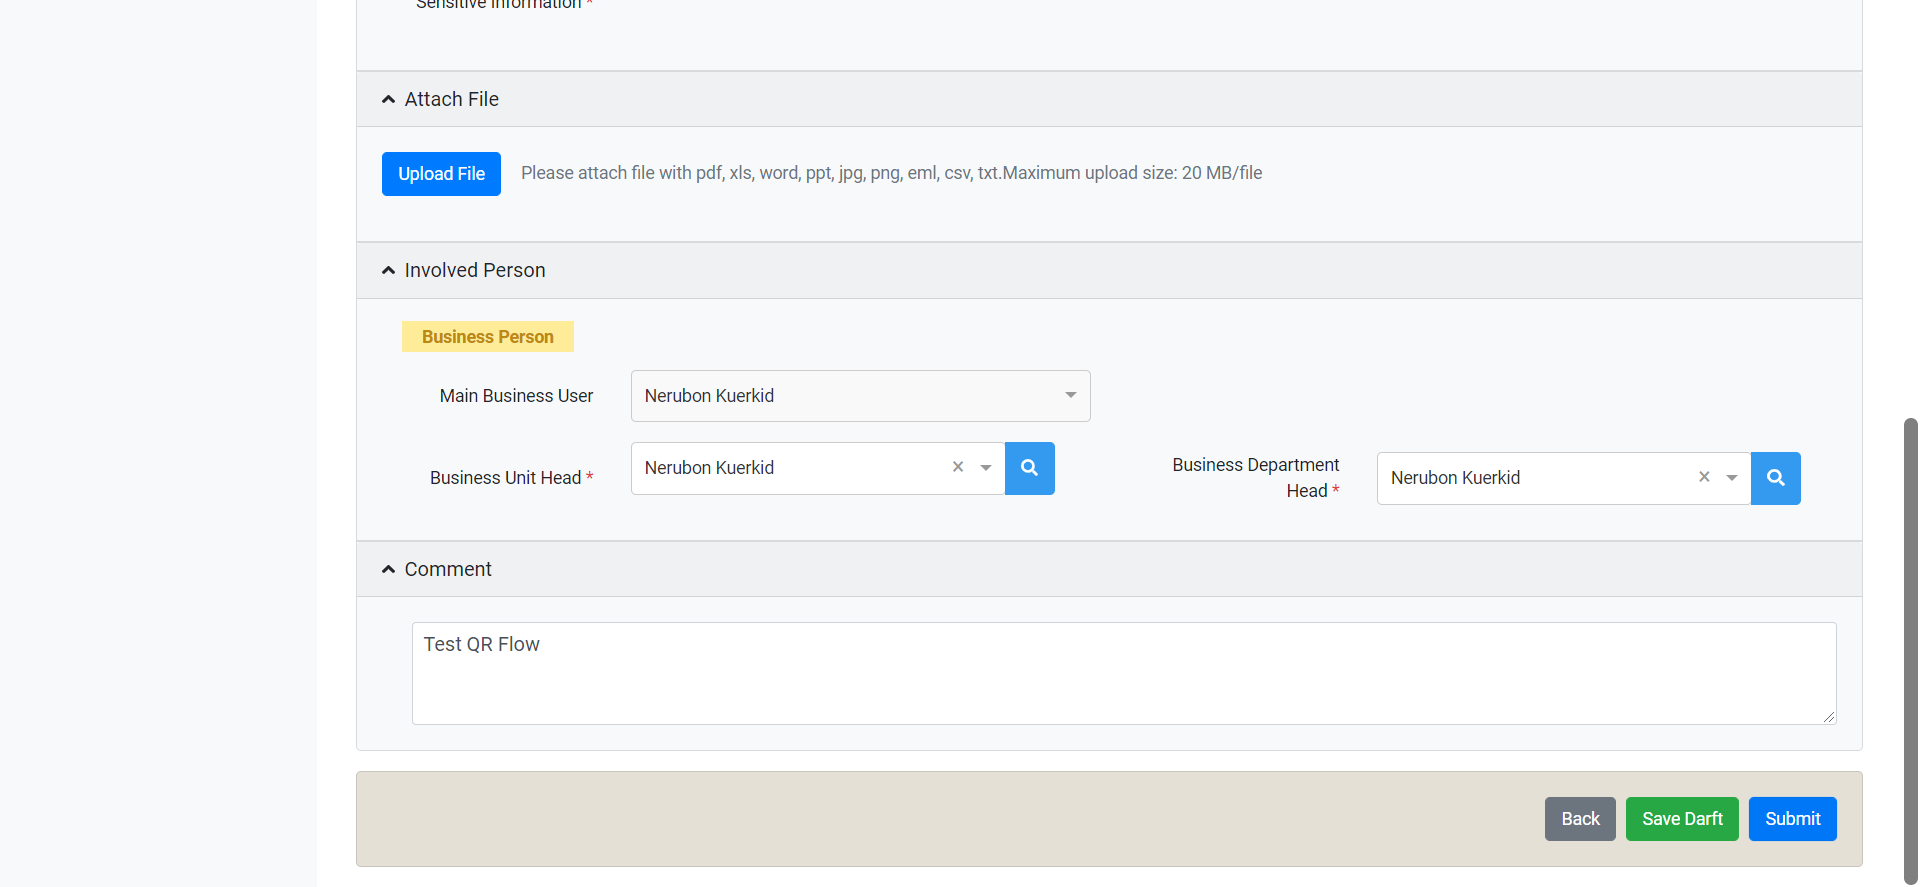 Sensitive Information *
Attach File
Upload File Please attach file with pdf, xls, word, ppt, jpg, png, eml, csv, txt.Maximum upload size: 20 MB/file
Involved Person
Business Person
Main Business User Nerubon Kuerkid
Business Unit Head * Nerubon Kuerkid ×
Business Department
Head * Nerubon Kuerkid ×
Comment
Test QR Flow
Back Save Darft Submit